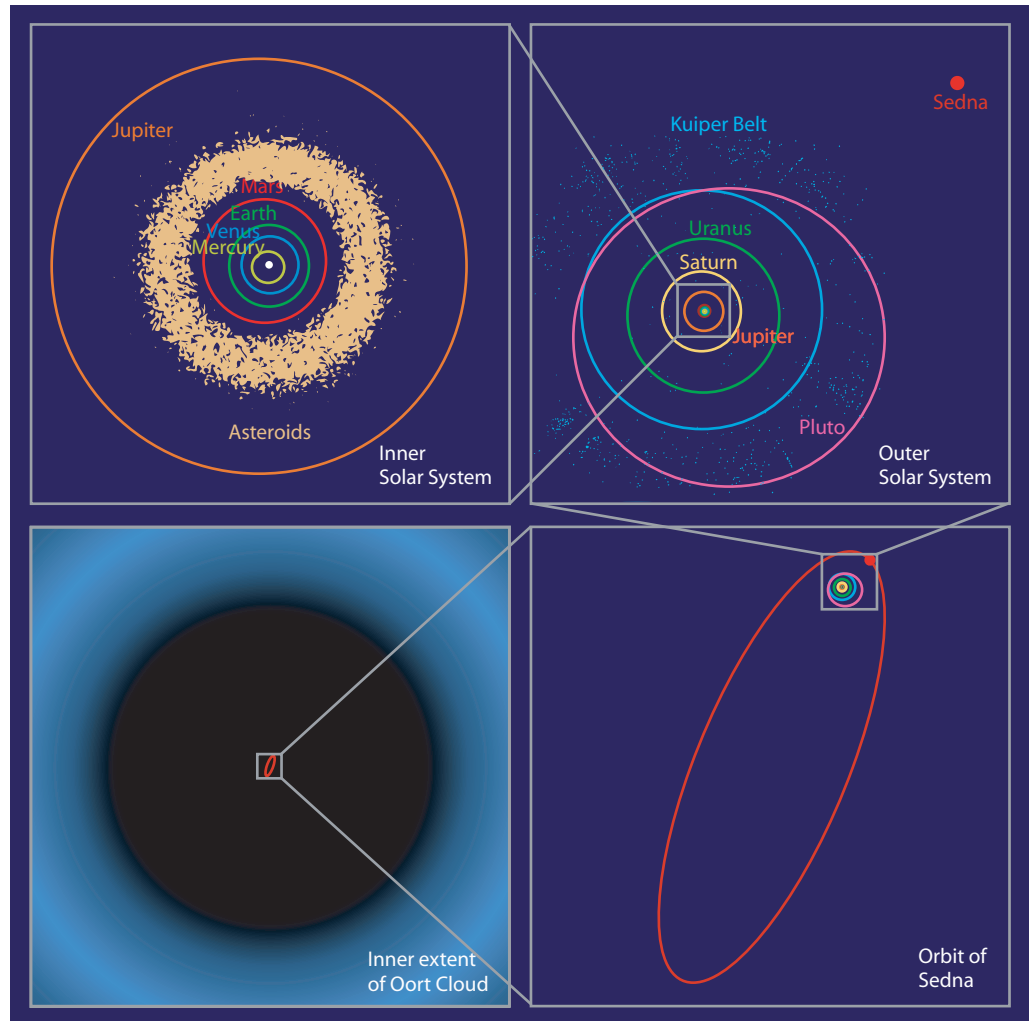 Jupiter
Mars
Earth
Venus
Mercury
Asteroids
Inner
Solar System
Sedna
Kuiper Belt
Uranus
Saturn
Jupiter
Pluto
Outer
Solar System
Inner extent
of Oort Cloud
Orbit of
Sedna